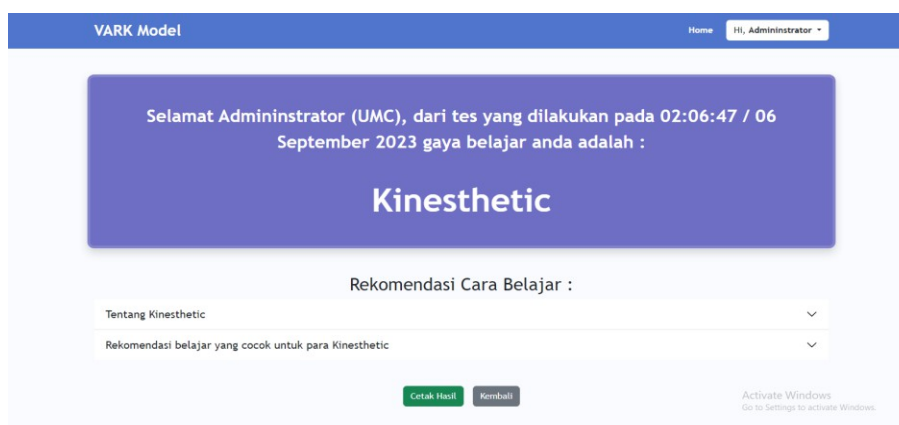 VARK Model
Home
Hi, Admininstrator
Selamat Admininstrator (UMC), dari tes yang dilakukan pada 02:06:47 / 06
September 2023 gaya belajar anda adalah :
Kinesthetic
Rekomendasi Cara Belajar :
Tentang Kinesthetic
Rekomendasi belajar yang cocok untuk para Kinesthetic
Cetak Hasil
Kembali
Activate Windows
Go to Settings to activate Windows.